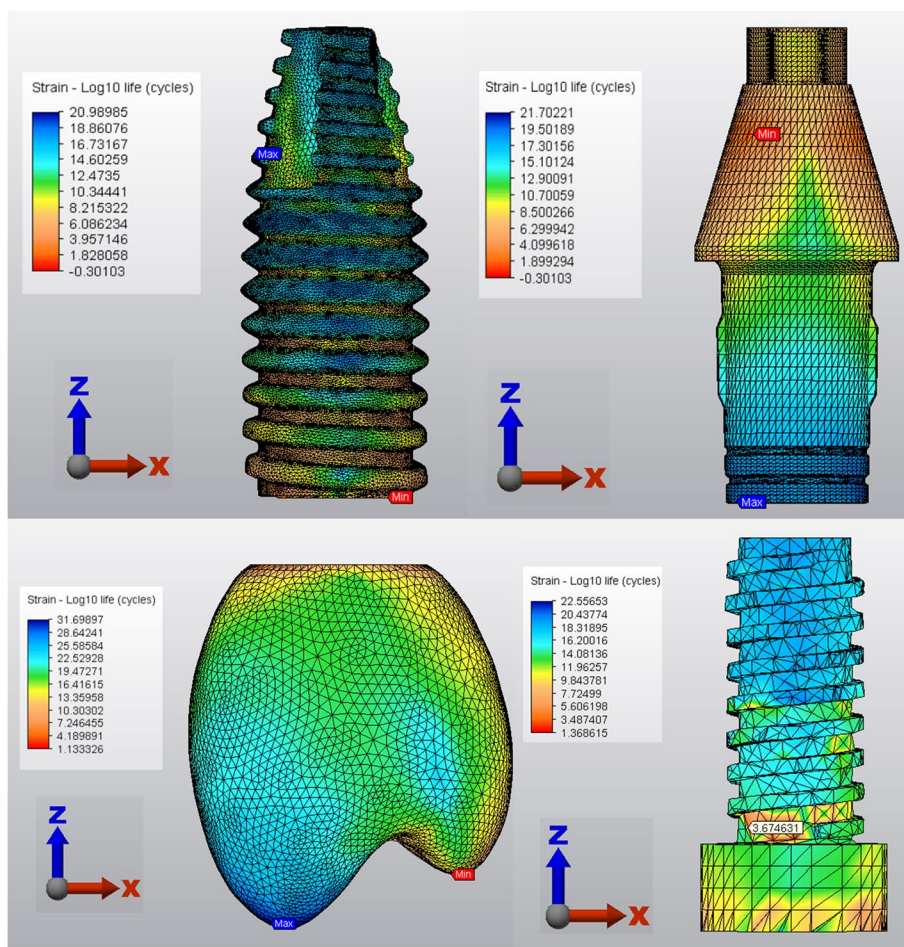 Strain - Log10 life (cycles)
20.98985
18.86076
16.73167
14.60259
12.4735
10.34441
8.215322
6.086234
3.957146
1.828058
-0.30103
Max
Min
Z
X
Strain - Log10 life (cycles)
21.70221
19.50189
17.30156
15.10124
12.90091
10.70059
8.500266
6.299942
4.099618
1.899294
-0.30103
Min
Max
Z
X
Strain - Log10 life (cycles)
31.69897
28.64241
25.58584
22.52928
19.47271
16.41615
13.35958
10.30302
7.246455
4.189891
1.133326
Min
Max
Z
X
Strain - Log10 life (cycles)
22.55653
20.43774
18.31895
16.20016
14.08136
11.96257
9.843781
7.72499
5.606198
3.487407
1.368615
3.674631
Z
X